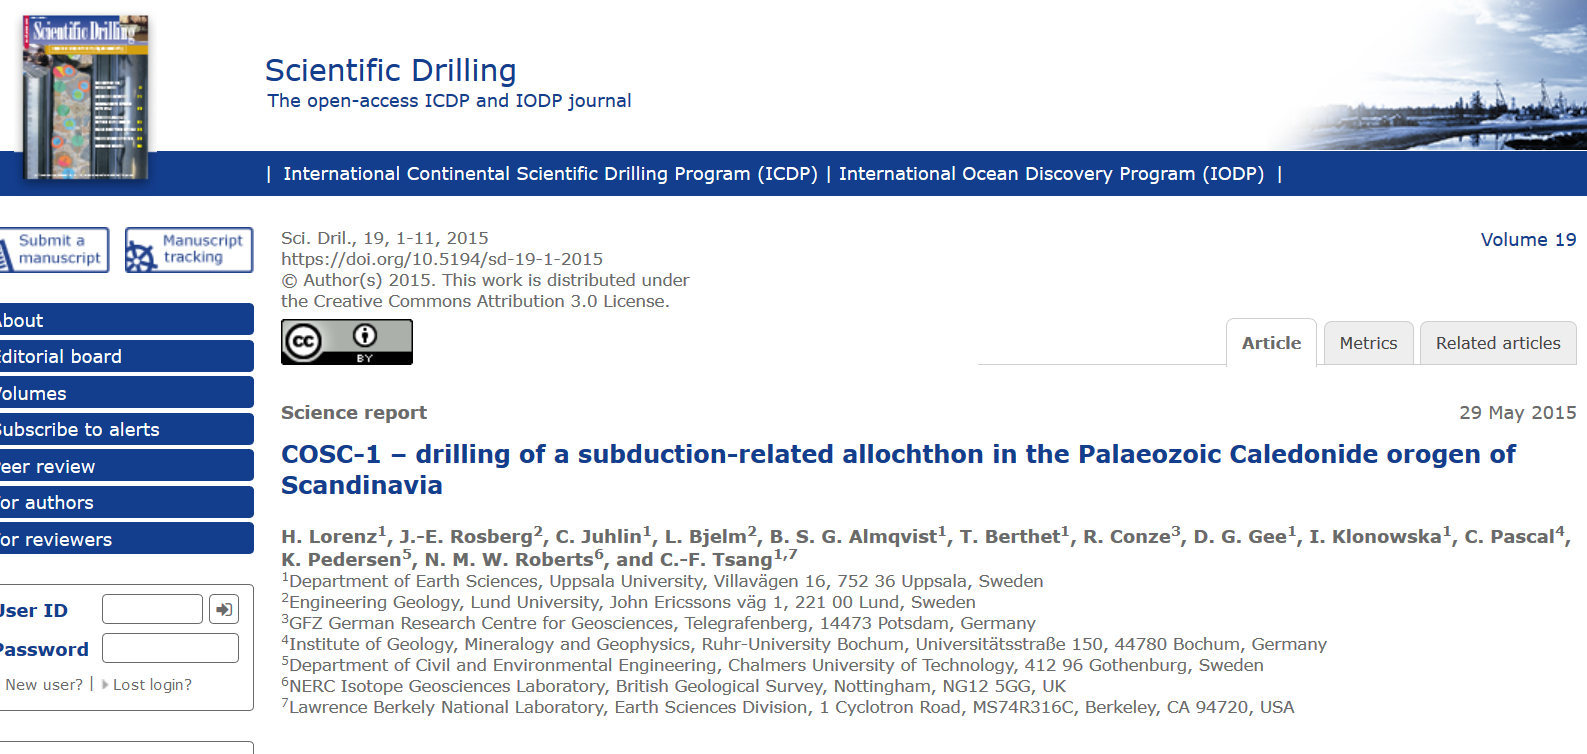 Scientific Drilling
Scientific Drilling
The open-access ICDP and IODP journal
| International Continental Scientific Drilling Program (ICDP) | International Ocean Discovery Program (IODP) |
Submit a
manuscript
Manuscript
tracking
Sci. Dril., 19, 1-11, 2015
https://doi.org/10.5194/sd-19-1-2015
© Author(s) 2015. This work is distributed under
the Creative Commons Attribution 3.0 License.
cc
BY
Volume 19
Article
Metrics
Related articles
bout
ditorial board
olumes
ubscribe to alerts
eer review
or authors
or reviewers
User ID
Password
New user? | Lost login?
Science report
29 May 2015
COSC-1 – drilling of a subduction-related allochthon in the Palaeozoic Caledonide orogen of
Scandinavia
H. Lorenz1, J.-E. Rosberg2, C. Juhlin1, L. Bjelm2, B. S. G. Almqvist1, T. Berthet1, R. Conze3, D. G. Gee1, I. Klonowska1, C. Pascal4,
K. Pedersen5, N. M. W. Roberts6, and C.-F. Tsang1,7
1Department of Earth Sciences, Uppsala University, Villavägen 16, 752 36 Uppsala, Sweden
2Engineering Geology, Lund University, John Ericssons väg 1, 221 00 Lund, Sweden
3GFZ German Research Centre for Geosciences, Telegrafenberg, 14473 Potsdam, Germany
4Institute of Geology, Mineralogy and Geophysics, Ruhr-University Bochum, Universitätsstraße 150, 44780 Bochum, Germany
5Department of Civil and Environmental Engineering, Chalmers University of Technology, 412 96 Gothenburg, Sweden
6NERC Isotope Geosciences Laboratory, British Geological Survey, Nottingham, NG12 5GG, UK
7Lawrence Berkely National Laboratory, Earth Sciences Division, 1 Cyclotron Road, MS74R316C, Berkeley, CA 94720, USA